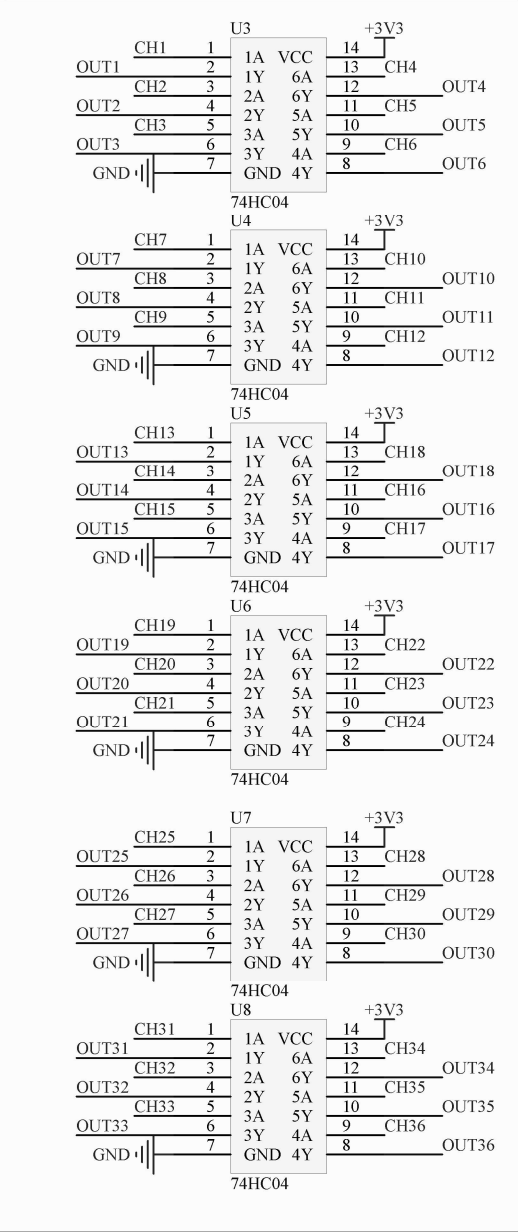 U3 +3V3
CH1 1 1A VCC 14
OUT1 2 1Y 6A 13 CH4
CH2 3 2A 6Y 12 OUT4
OUT2 4 2Y 5A 11 CH5
CH3 5 3A 5Y 10 OUT5
OUT3 6 3Y 4A 9 CH6
GND 7 GND 4Y 8 OUT6
74HC04
U4 +3V3
CH7 1 1A VCC 14
OUT7 2 1Y 6A 13 CH10
CH8 3 2A 6Y 12 OUT10
OUT8 4 2Y 5A 11 CH11
CH9 5 3A 5Y 10 OUT11
OUT9 6 3Y 4A 9 CH12
GND 7 GND 4Y 8 OUT12
74HC04
U5 +3V3
CH13 1 1A VCC 14
OUT13 2 1Y 6A 13 CH18
CH14 3 2A 6Y 12 OUT18
OUT14 4 2Y 5A 11 CH16
CH15 5 3A 5Y 10 OUT16
OUT15 6 3Y 4A 9 CH17
GND 7 GND 4Y 8 OUT17
74HC04
U6 +3V3
CH19 1 1A VCC 14
OUT19 2 1Y 6A 13 CH22
CH20 3 2A 6Y 12 OUT22
OUT20 4 2Y 5A 11 CH23
CH21 5 3A 5Y 10 OUT23
OUT21 6 3Y 4A 9 CH24
GND 7 GND 4Y 8 OUT24
74HC04
U7 +3V3
CH25 1 1A VCC 14
OUT25 2 1Y 6A 13 CH28
CH26 3 2A 6Y 12 OUT28
OUT26 4 2Y 5A 11 CH29
CH27 5 3A 5Y 10 OUT29
OUT27 6 3Y 4A 9 CH30
GND 7 GND 4Y 8 OUT30
74HC04
U8 +3V3
CH31 1 1A VCC 14
OUT31 2 1Y 6A 13 CH34
CH32 3 2A 6Y 12 OUT34
OUT32 4 2Y 5A 11 CH35
CH33 5 3A 5Y 10 OUT35
OUT33 6 3Y 4A 9 CH36
GND 7 GND 4Y 8 OUT36
74HC04